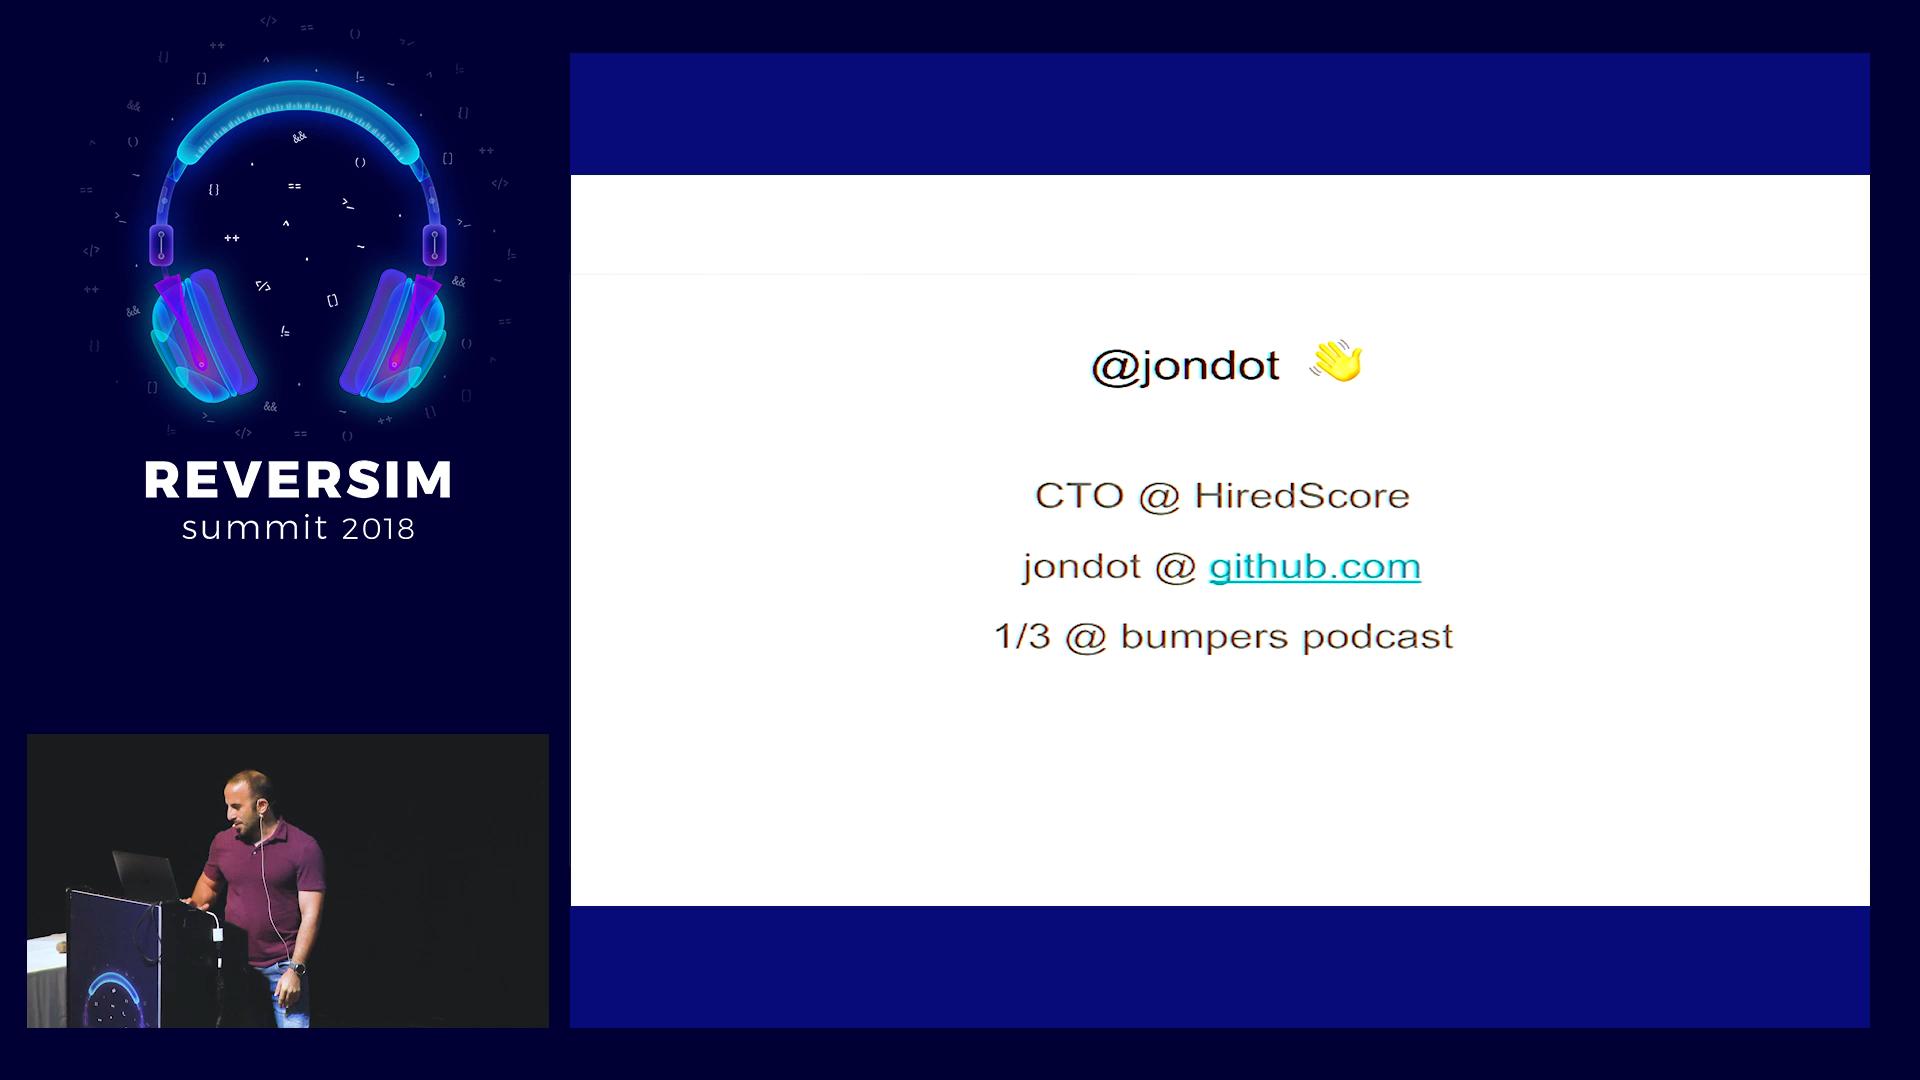 REVERSIM
summit 2018
@jondot 👋
CTO @ HiredScore
jondot @ github.com
1/3 @ bumpers podcast